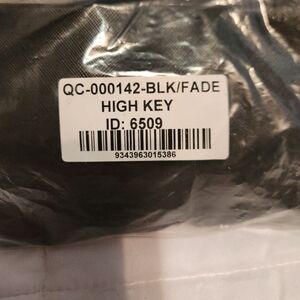 QC-000142-BLK/FADE
HIGH KEY
ID: 6509
9343963015386